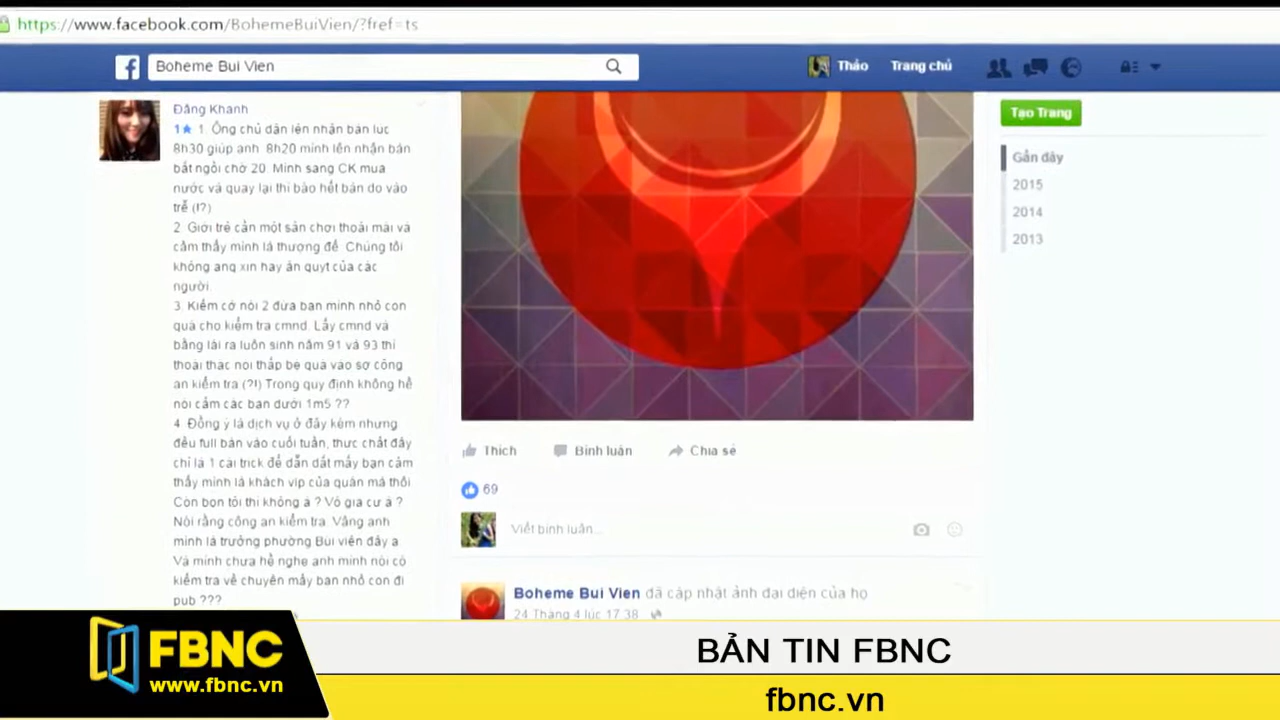 https://www.facebook.com/BohemeBuiVien/?fref=ts
Boheme Bui Vien
Thảo
Trang chủ
Đăng Khanh
1★ 1. Ông chủ dặn lên nhận bàn lúc
8h30 giúp anh. 8h20 mình lên nhận bàn
bắt ngồi chờ 20. Mình sang CK mua
nước và quay lại thì bảo hết bàn do vào
trễ (!?)
2. Giới trẻ cần một sân chơi thoải mái và
cảm thấy mình là thượng đế. Chúng tôi
không ăng xin hay ăn quỵt của các
người.
3. Kiếm cớ nói 2 đứa bạn mình nhỏ con
quá cho kiểm tra cmnd. Lấy cmnd và
bằng lái ra luôn sinh năm 91 và 93 thì
thoái thác nói thấp bé quá vào sợ công
an kiểm tra (?!) Trong quy định không hề
nói cấm các bạn dưới 1m5 ??
4. Đồng ý là dịch vụ ở đây kém nhưng
đều full bàn vào cuối tuần, thực chất đây
chỉ là 1 cái trick để dẫn dắt mấy bạn cảm
thấy mình là khách vip của quán mà thôi.
Còn bọn tôi thì không à ? Vô gia cư à ?
Nói rằng công an kiểm tra. Vâng anh
mình là trưởng phường Bùi viện đây ạ.
Và mình chưa hề nghe anh mình nói có
kiểm tra về chuyện mấy bạn nhỏ con đi
pub ???
Thích
Bình luận
Chia sẻ
69
Viết bình luận...
Boheme Bui Vien đã cập nhật ảnh đại diện của họ
24 Tháng 4 lúc 17:38
Tạo Trang
Gần đây
2015
2014
2013
FBNC
www.fbnc.vn
BẢN TIN FBNC
fbnc.vn